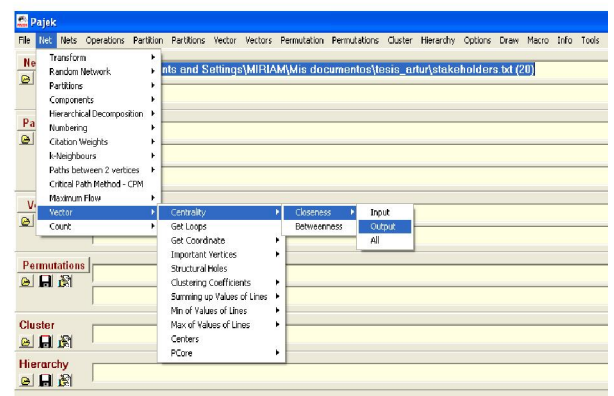 Pajek
File Net Nets Operations Partition Partitions Vector Vectors Permutation Permutations Cluster Hierarchy Options Draw Macro Info Tools
Ne
Transform
Random Network
nts and Settings\MIRIAM\Mis documentos\tesis_artur\stakeholders.txt (20)
Partitions
Components
Hierarchical Decomposition
Pa
Numbering
Citation Weights
k-Neighbours
Paths between 2 vertices
Critical Path Method - CPM
Maximum Flow
V
Vector
Centrality
Closeness
Input
Count
Get Loops
Betweenness
Output
Get Coordinate
All
Important Vertices
Permutations
Structural Holes
Clustering Coefficients
Summing up Values of Lines
Min of Values of Lines
Cluster
Max of Values of Lines
Centers
PCore
Hierarchy